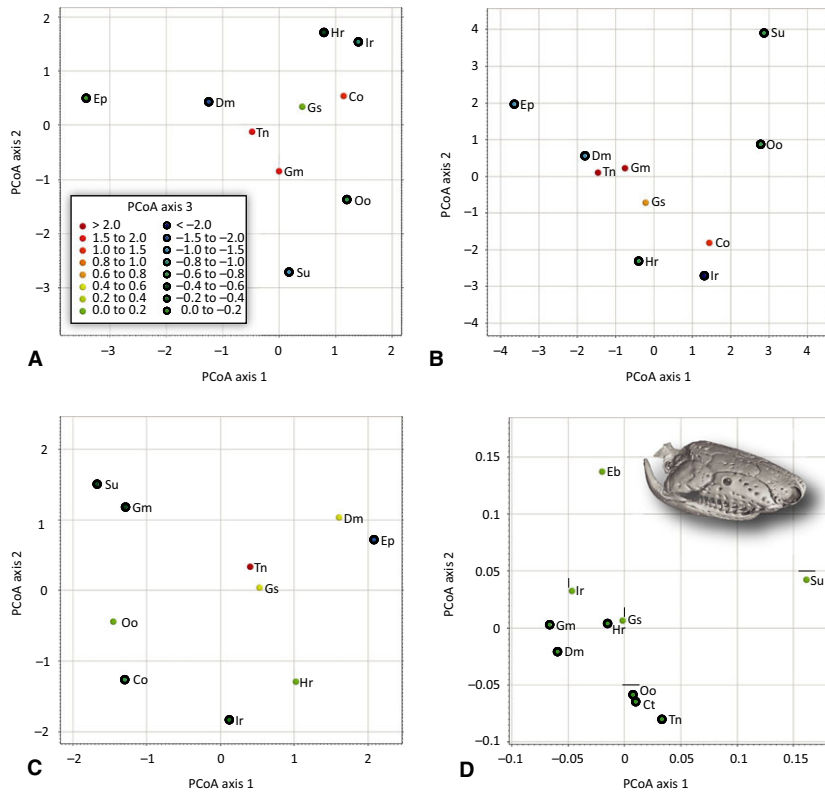 2
1
0
−1
−2
−3
PCoA axis 2
Hr
Ir
Ep
Dm
Gs
Co
Tn
Gm
Oo
Su
PCoA axis 3
> 2.0 < −2.0
1.5 to 2.0 −1.5 to −2.0
1.0 to 1.5 −1.0 to −1.5
0.8 to 1.0 −0.8 to −1.0
0.6 to 0.8 −0.6 to −0.8
0.4 to 0.6 −0.4 to −0.6
0.2 to 0.4 −0.2 to −0.4
0.0 to 0.2 0.0 to −0.2
−3 −2 −1 0 1 2
PCoA axis 1
A
4
3
2
1
0
−1
−2
−3
−4
PCoA axis 2
Su
Ep
Oo
Dm
Gm
Tn
Gs
Co
Hr
Ir
−4 −3 −2 −1 0 1 2 3 4
PCoA axis 1
B
2
1
0
−1
−2
PCoA axis 2
Su
Gm
Dm
Ep
Tn
Gs
Oo
Co
Hr
Ir
−2 −1 0 1 2
PCoA axis 1
C
0.15
0.1
0.05
0
−0.05
−0.1
PCoA axis 2
Eb
Su
Ir
Gs
Gm
Hr
Dm
Oo
Ct
Tn
−0.1 −0.05 0 0.05 0.1 0.15
PCoA axis 1
D